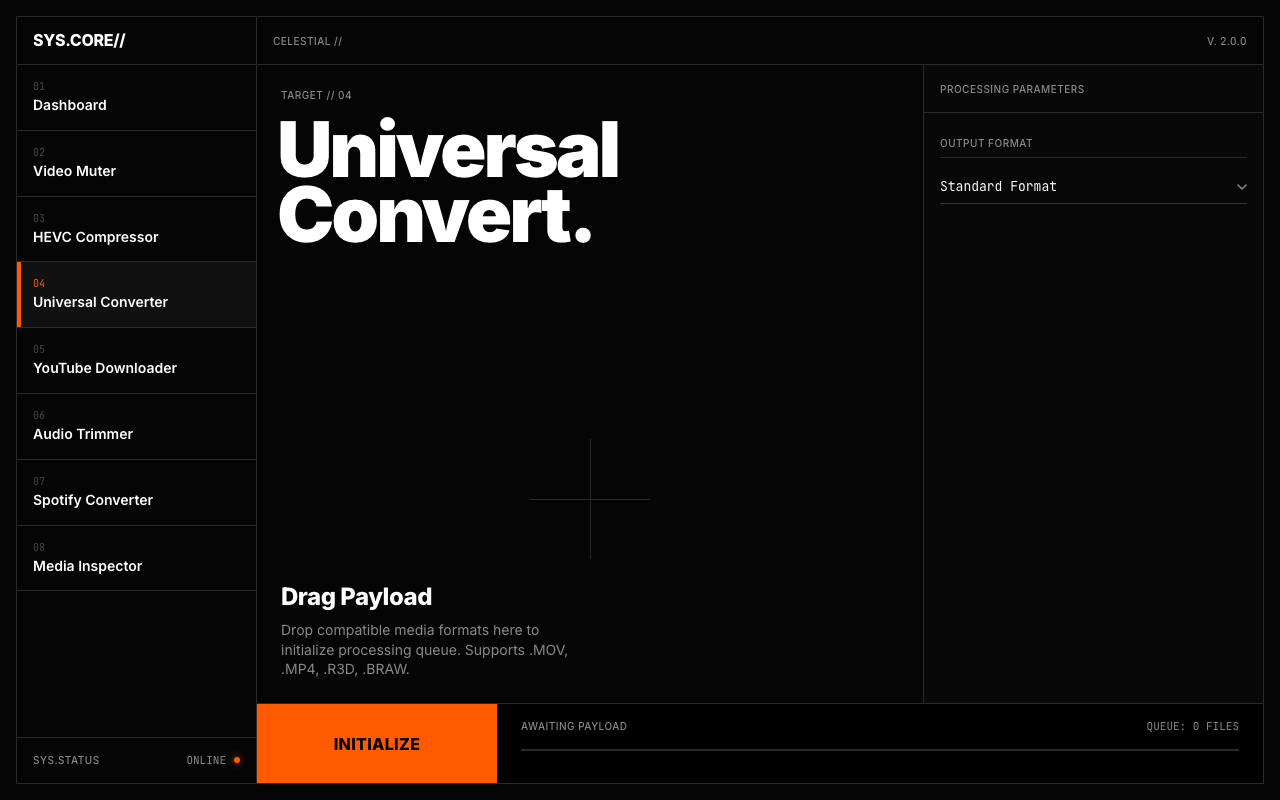 SYS.CORE//
CELESTIAL //
V. 2.0.0
01
Dashboard
02
Video Muter
03
HEVC Compressor
04
Universal Converter
05
YouTube Downloader
06
Audio Trimmer
07
Spotify Converter
08
Media Inspector
SYS.STATUS
ONLINE
TARGET // 04
Universal
Convert.
Drag Payload
Drop compatible media formats here to
initialize processing queue. Supports .MOV,
.MP4, .R3D, .BRAW.
PROCESSING PARAMETERS
OUTPUT FORMAT
Standard Format
INITIALIZE
AWAITING PAYLOAD
QUEUE: 0 FILES